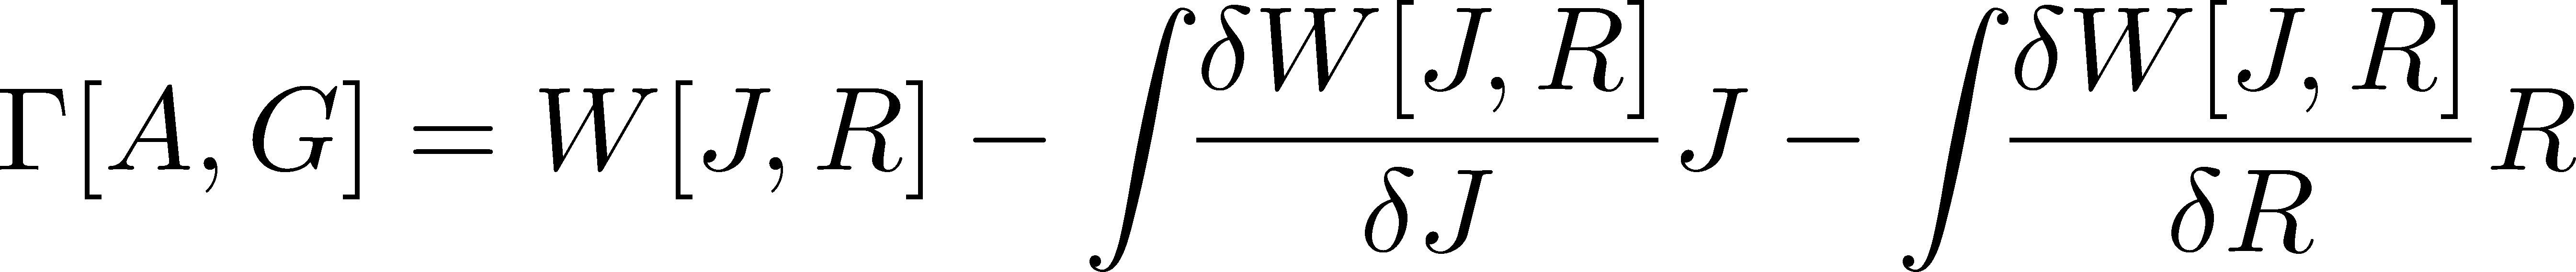 Γ[A, G] = W[J, R] − ∫ δW[J, R]/δJ J − ∫ δW[J, R]/δR R